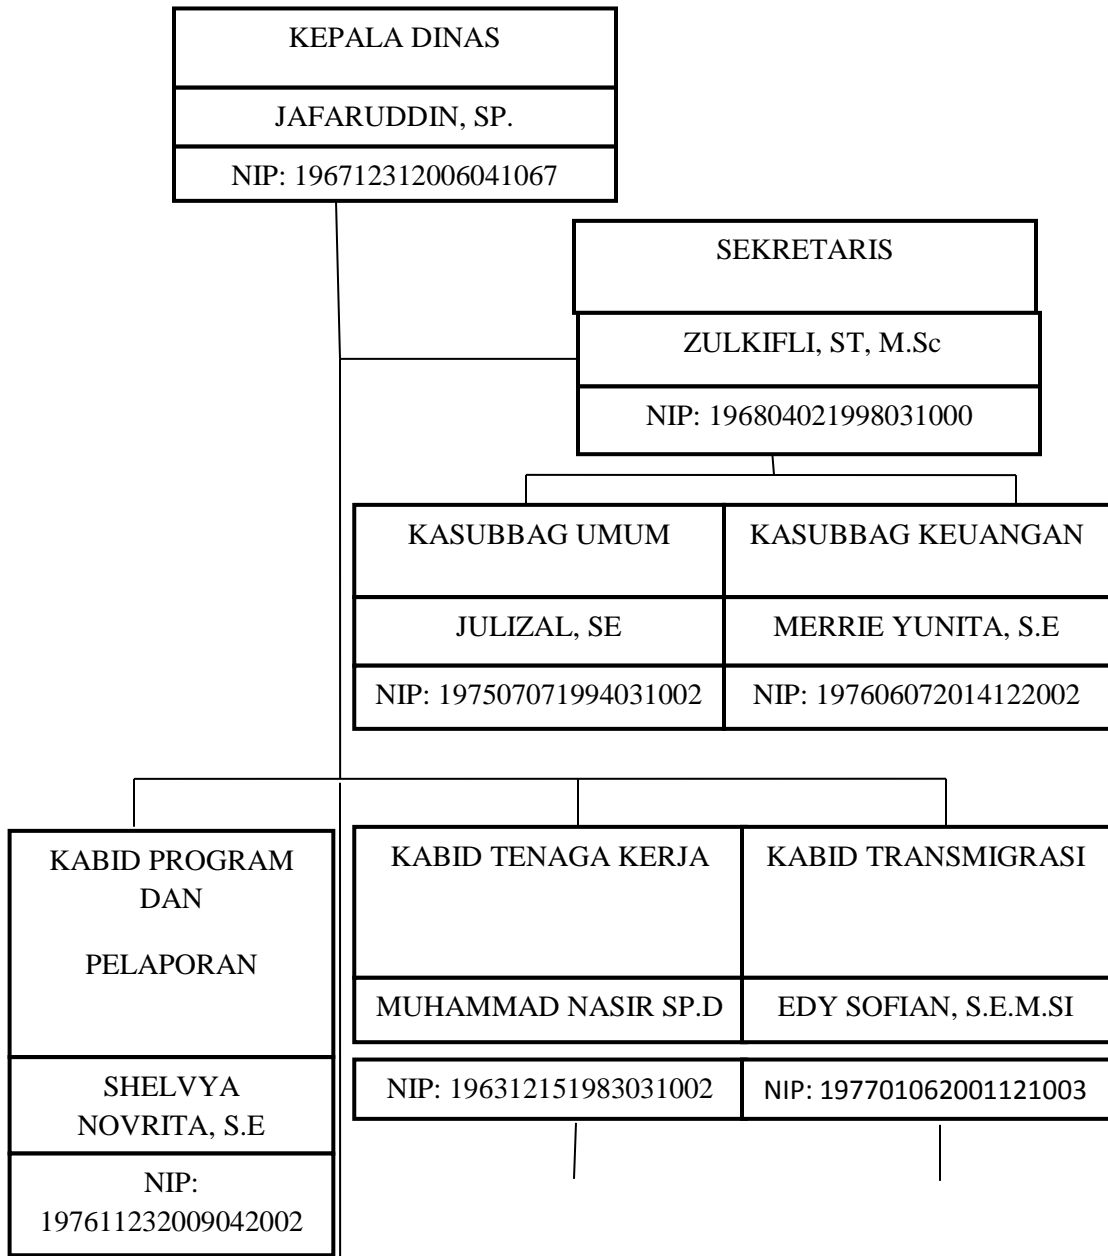 KEPALA DINAS
JAFARUDDIN, SP.
NIP: 196712312006041067
SEKRETARIS
ZULKIFLI, ST, M.Sc
NIP: 196804021998031000
KASUBBAG UMUM
JULIZAL, SE
NIP: 197507071994031002
KASUBBAG KEUANGAN
MERRIE YUNITA, S.E
NIP: 197606072014122002
KABID PROGRAM
DAN
PELAPORAN
SHELVYA
NOVRITA, S.E
NIP:
197611232009042002
KABID TENAGA KERJA
MUHAMMAD NASIR SP.D
NIP: 196312151983031002
KABID TRANSMIGRASI
EDY SOFIAN, S.E.M.SI
NIP: 197701062001121003